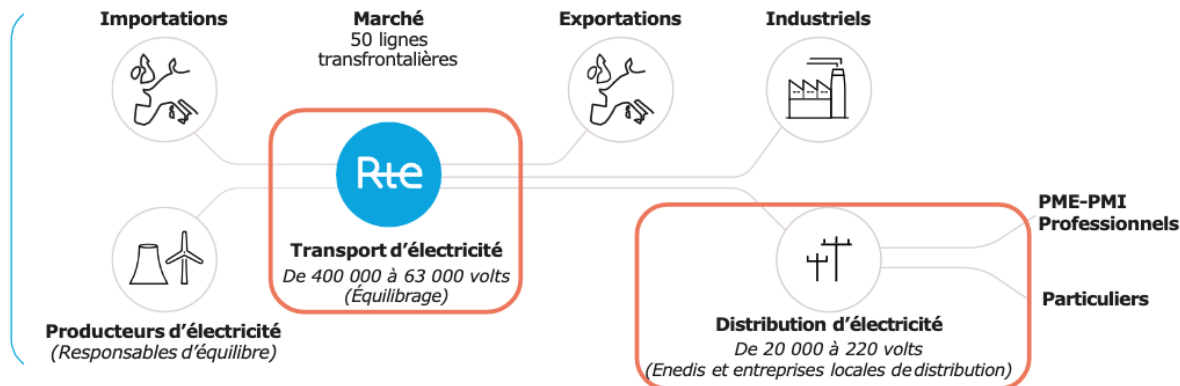 Importations
Marché
50 lignes
transfrontalières
Exportations
Industriels
Rte
Transport d'électricité
De 400 000 à 63 000 volts
(Équilibrage)
Producteurs d'électricité
(Responsables d'équilibre)
PME-PMI
Professionnels
Particuliers
Distribution d'électricité
De 20 000 à 220 volts
(Enedis et entreprises locales de distribution)